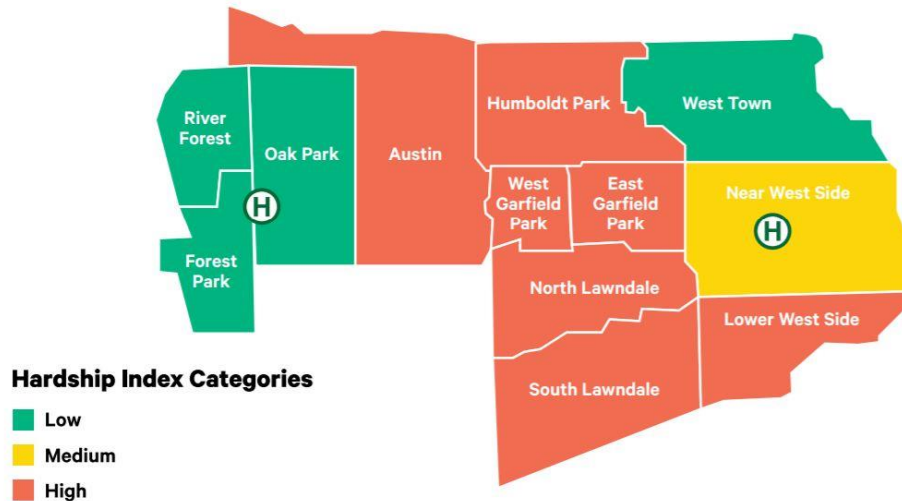 Humboldt Park
West Town
River
Forest
Oak Park
Austin
West
Garfield
Park
East
Garfield
Park
Near West Side
H
H
Forest
Park
North Lawndale
Lower West Side
South Lawndale
Hardship Index Categories
Low
Medium
High